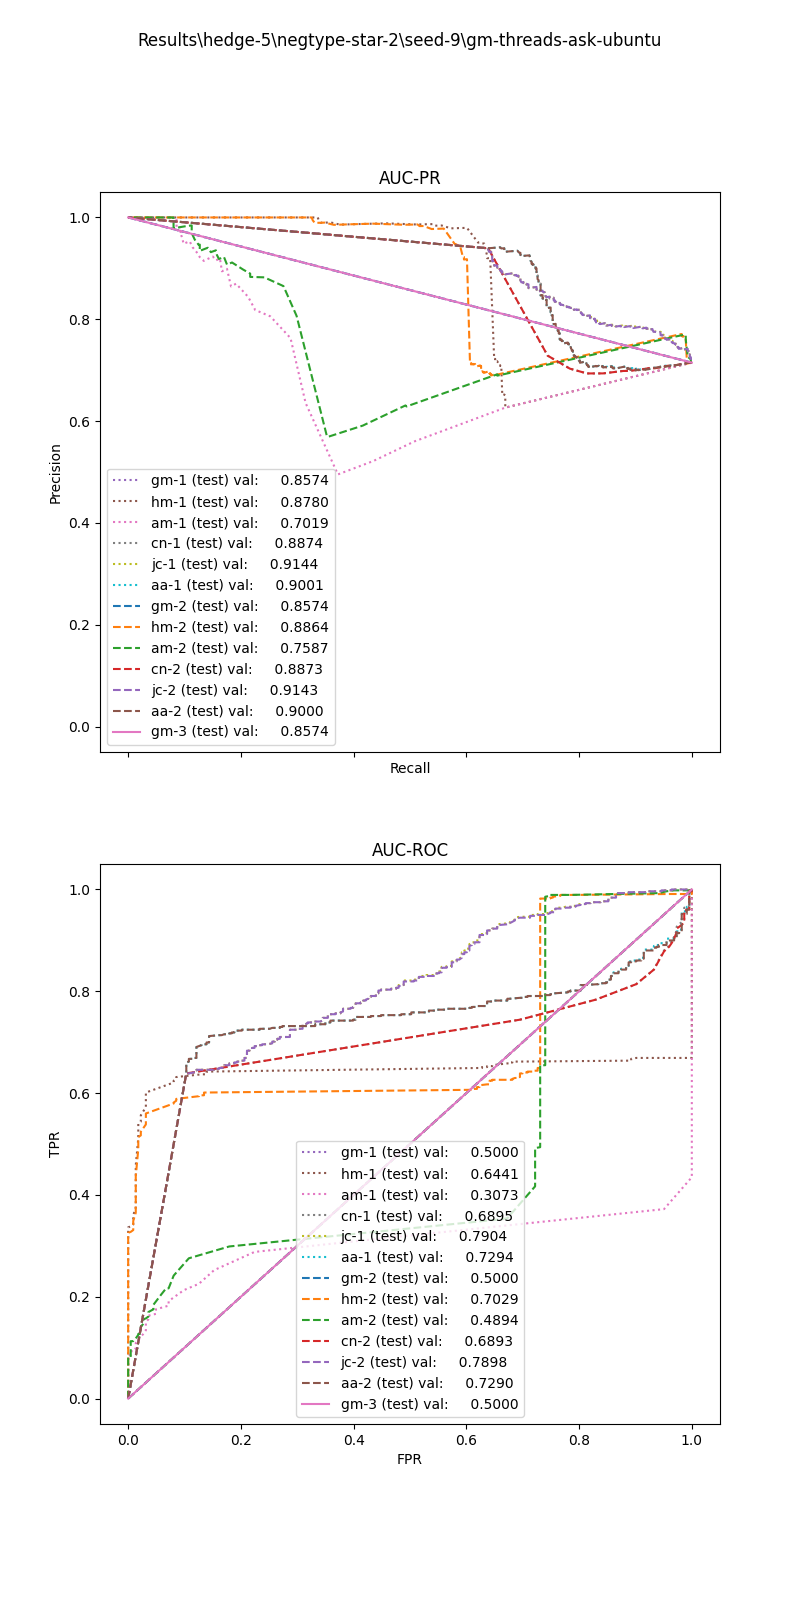 Results\hedge-5\negtype-star-2\seed-9\gm-threads-ask-ubuntu
AUC-PR
1.0
0.8
0.6
0.4
0.2
0.0
Precision
gm-1 (test) val: 0.8574
hm-1 (test) val: 0.8780
am-1 (test) val: 0.7019
cn-1 (test) val: 0.8874
jc-1 (test) val: 0.9144
aa-1 (test) val: 0.9001
gm-2 (test) val: 0.8574
hm-2 (test) val: 0.8864
am-2 (test) val: 0.7587
cn-2 (test) val: 0.8873
jc-2 (test) val: 0.9143
aa-2 (test) val: 0.9000
gm-3 (test) val: 0.8574
Recall
AUC-ROC
1.0
0.8
0.6
0.4
0.2
0.0
TPR
gm-1 (test) val: 0.5000
hm-1 (test) val: 0.6441
am-1 (test) val: 0.3073
cn-1 (test) val: 0.6895
jc-1 (test) val: 0.7904
aa-1 (test) val: 0.7294
gm-2 (test) val: 0.5000
hm-2 (test) val: 0.7029
am-2 (test) val: 0.4894
cn-2 (test) val: 0.6893
jc-2 (test) val: 0.7898
aa-2 (test) val: 0.7290
gm-3 (test) val: 0.5000
0.0 0.2 0.4 0.6 0.8 1.0
FPR